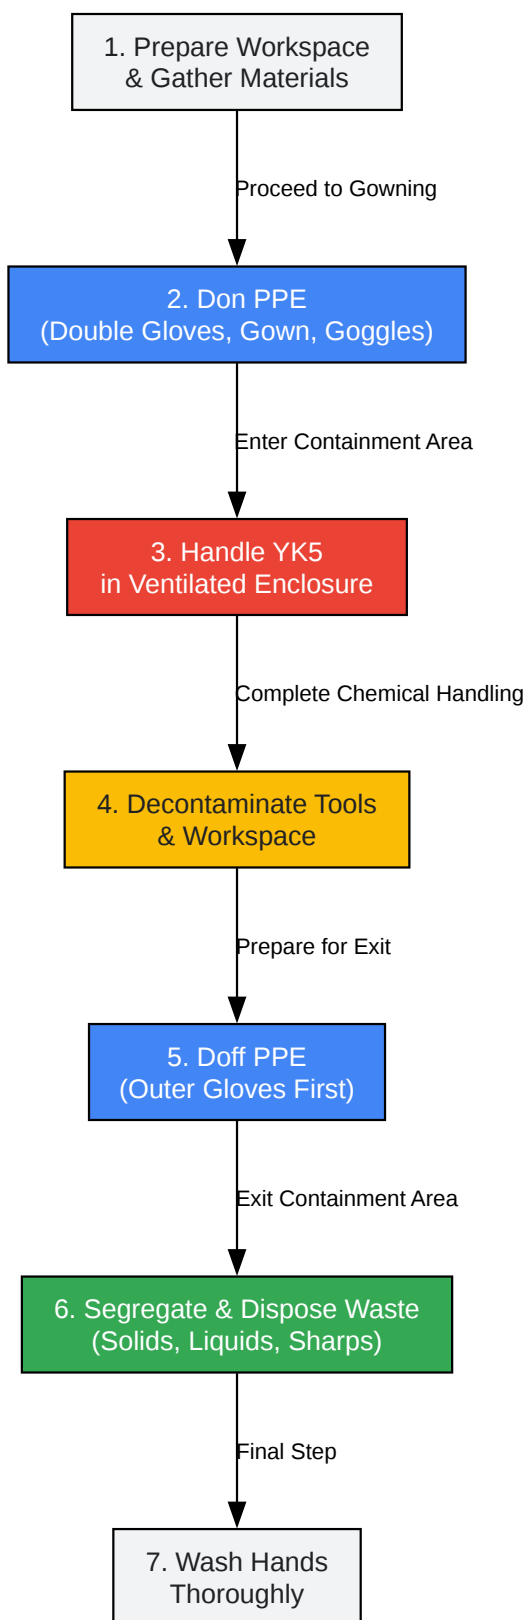 1. Prepare Workspace
& Gather Materials
Proceed to Gowning
2. Don PPE
(Double Gloves, Gown, Goggles)
Enter Containment Area
3. Handle YK5
in Ventilated Enclosure
Complete Chemical Handling
4. Decontaminate Tools
& Workspace
Prepare for Exit
5. Doff PPE
(Outer Gloves First)
Exit Containment Area
6. Segregate & Dispose Waste
(Solids, Liquids, Sharps)
Final Step
7. Wash Hands
Thoroughly